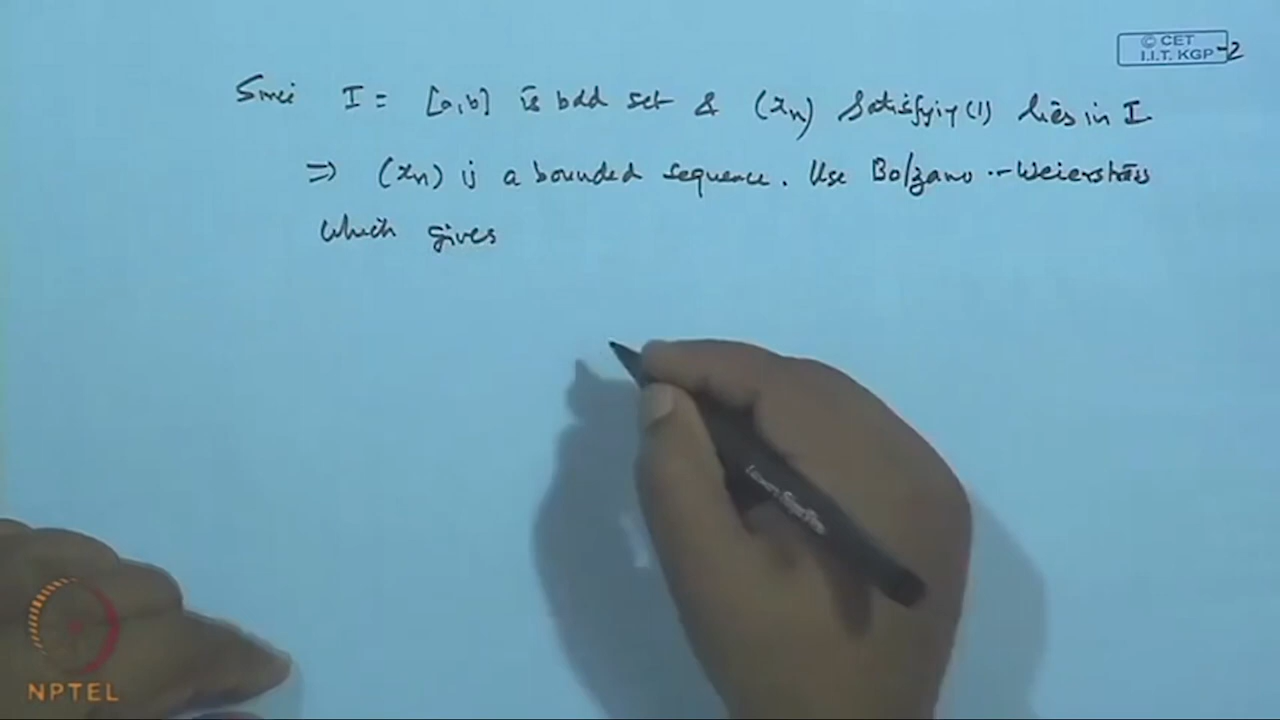 © CET
I.I.T. KGP -2
Since I = [a,b] is bdd set & (xn) Satisfyig (1) lies in I
⇒ (xn) is a bounded sequence. Use Bolzano-Weierstrass
which gives
NPTEL